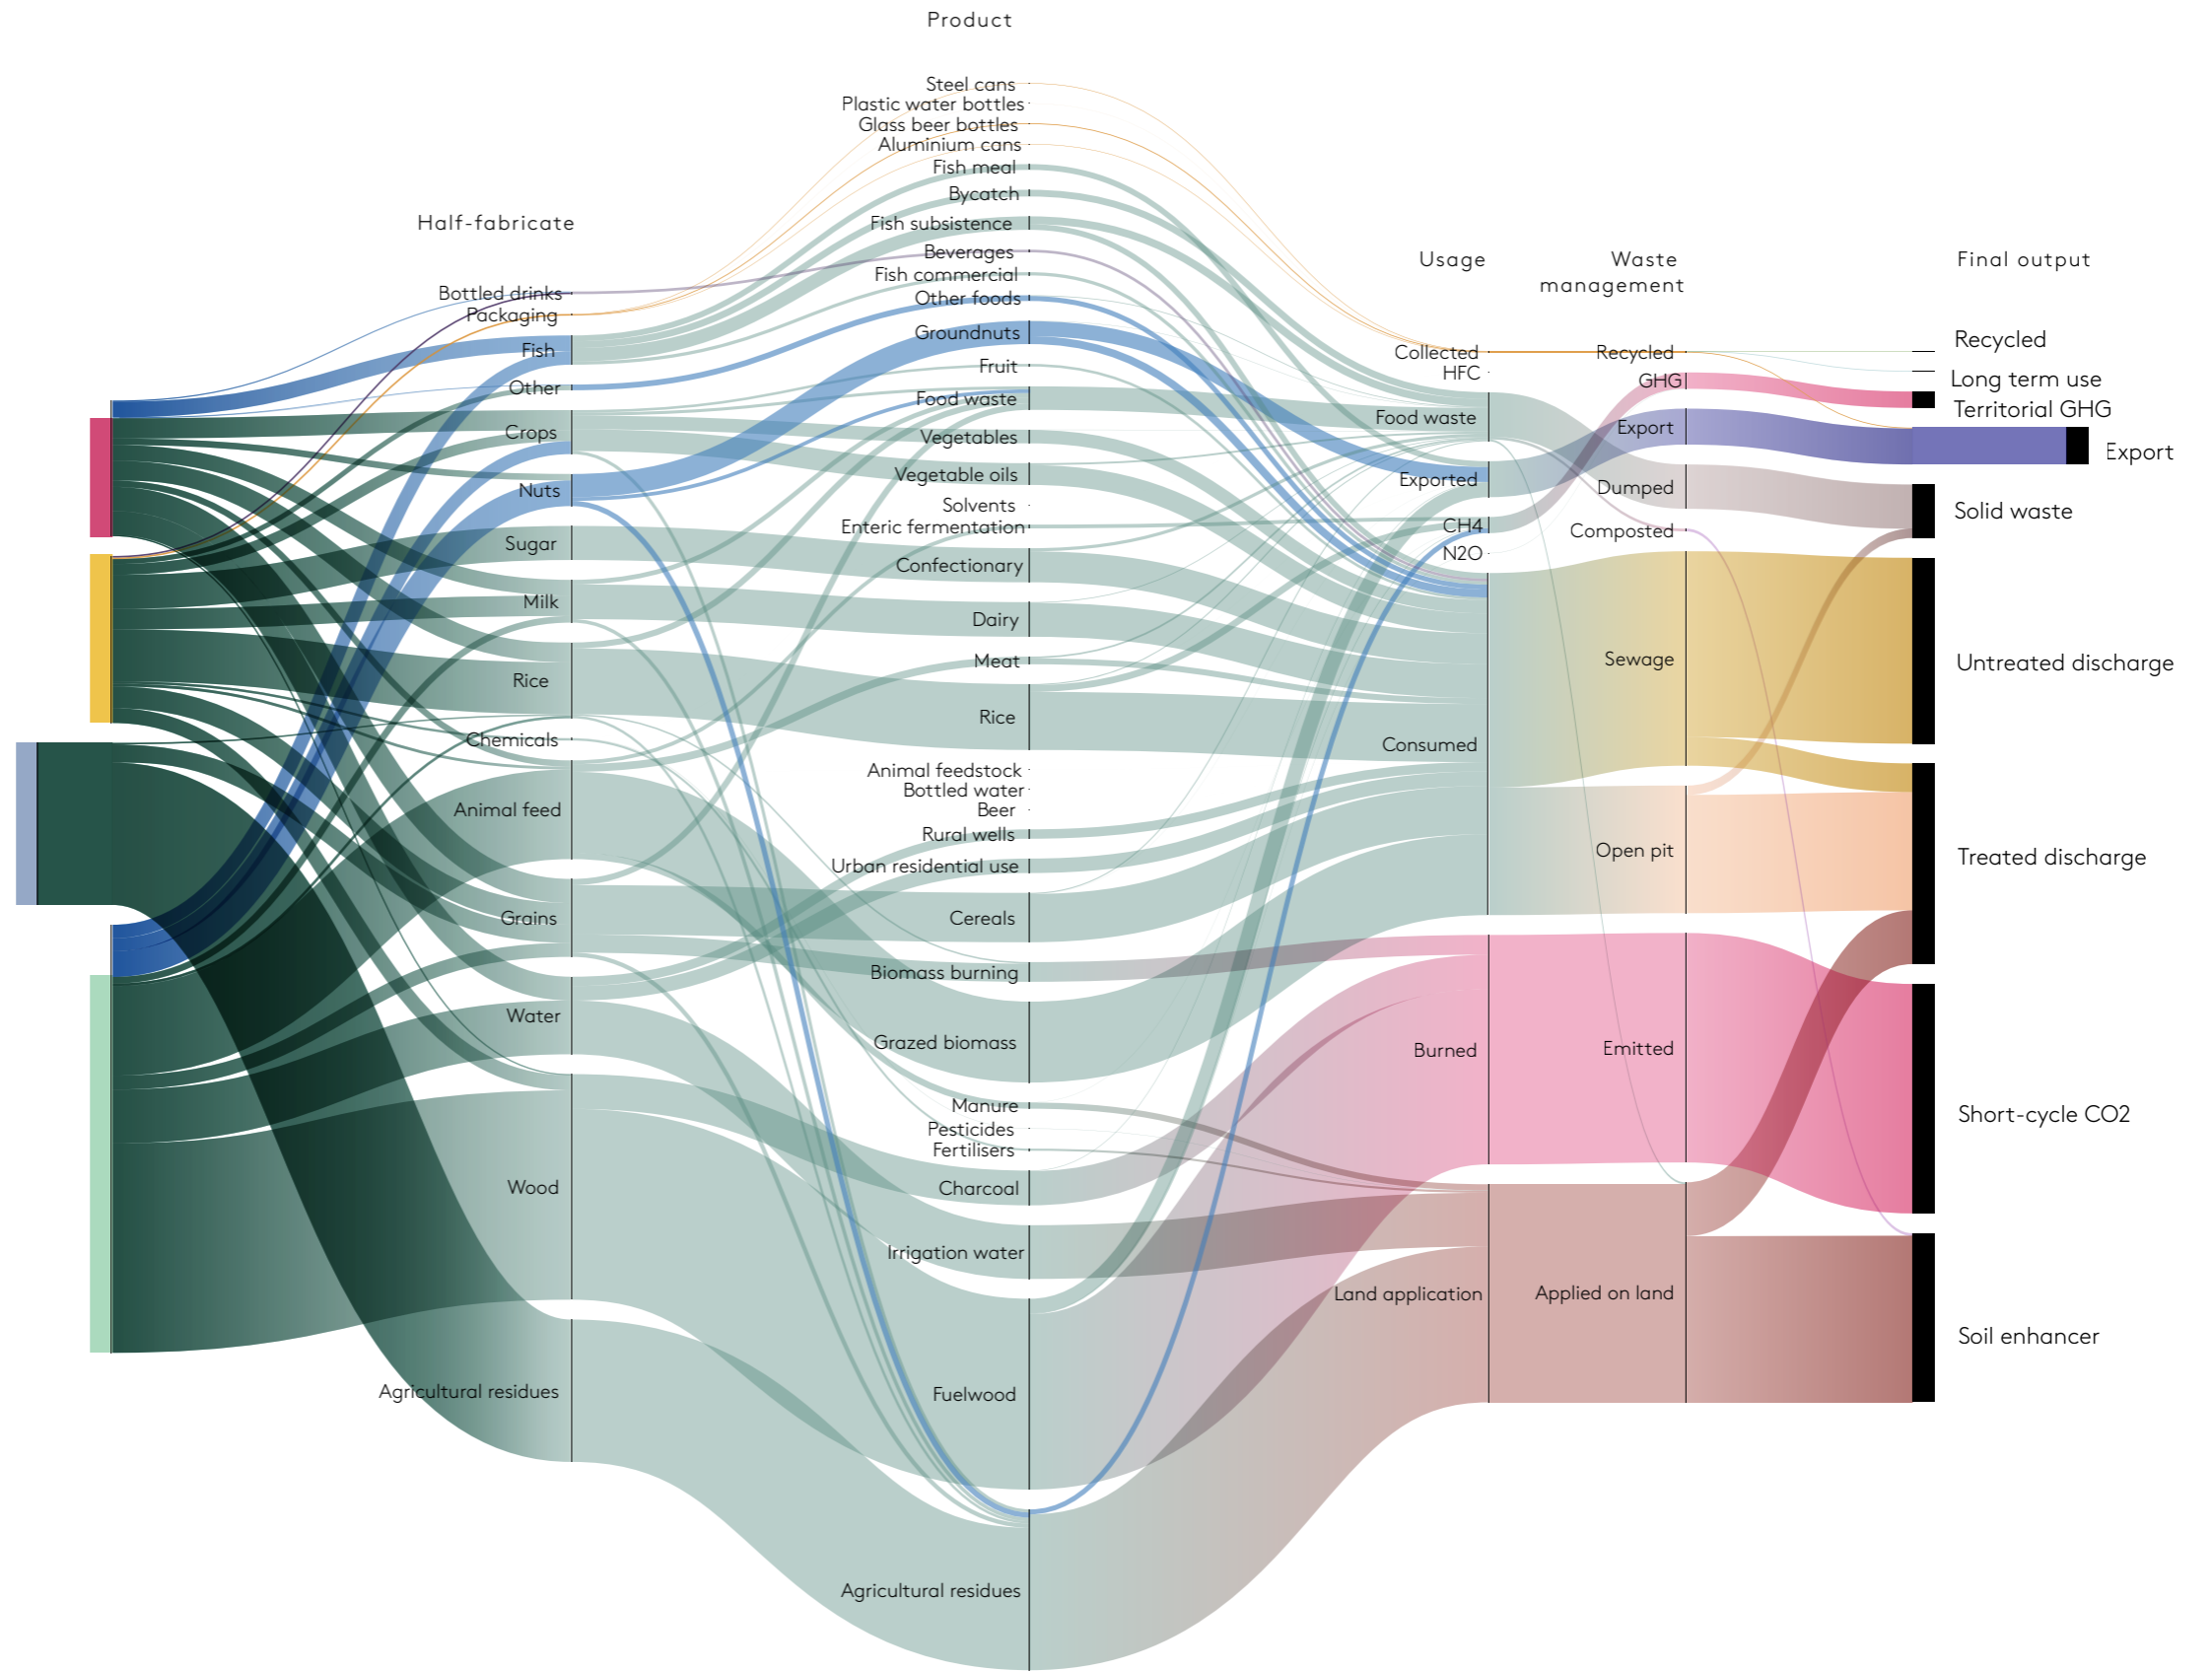 Product
Steel cans
Plastic water bottles
Glass beer bottles
Aluminium cans
Fish meal
Bycatch
Fish subsistence
Beverages
Fish commercial
Other foods
Groundnuts
Fruit
Food waste
Vegetables
Vegetable oils
Solvents
Enteric fermentation
Confectionary
Dairy
Meat
Rice
Animal feedstock
Bottled water
Beer
Rural wells
Urban residential use
Cereals
Biomass burning
Grazed biomass
Manure
Pesticides
Fertilisers
Charcoal
Irrigation water
Fuelwood
Agricultural residues
Half-fabricate
Bottled drinks
Packaging
Fish
Other
Crops
Nuts
Sugar
Milk
Rice
Chemicals
Animal feed
Grains
Water
Wood
Agricultural residues
Usage
Collected
HFC
Food waste
Exported
CH4
N2O
Consumed
Burned
Land application
Waste
management
Recycled
GHG
Export
Dumped
Composted
Sewage
Open pit
Emitted
Applied on land
Final output
Recycled
Long term use
Territorial GHG
Export
Solid waste
Untreated discharge
Treated discharge
Short-cycle CO2
Soil enhancer